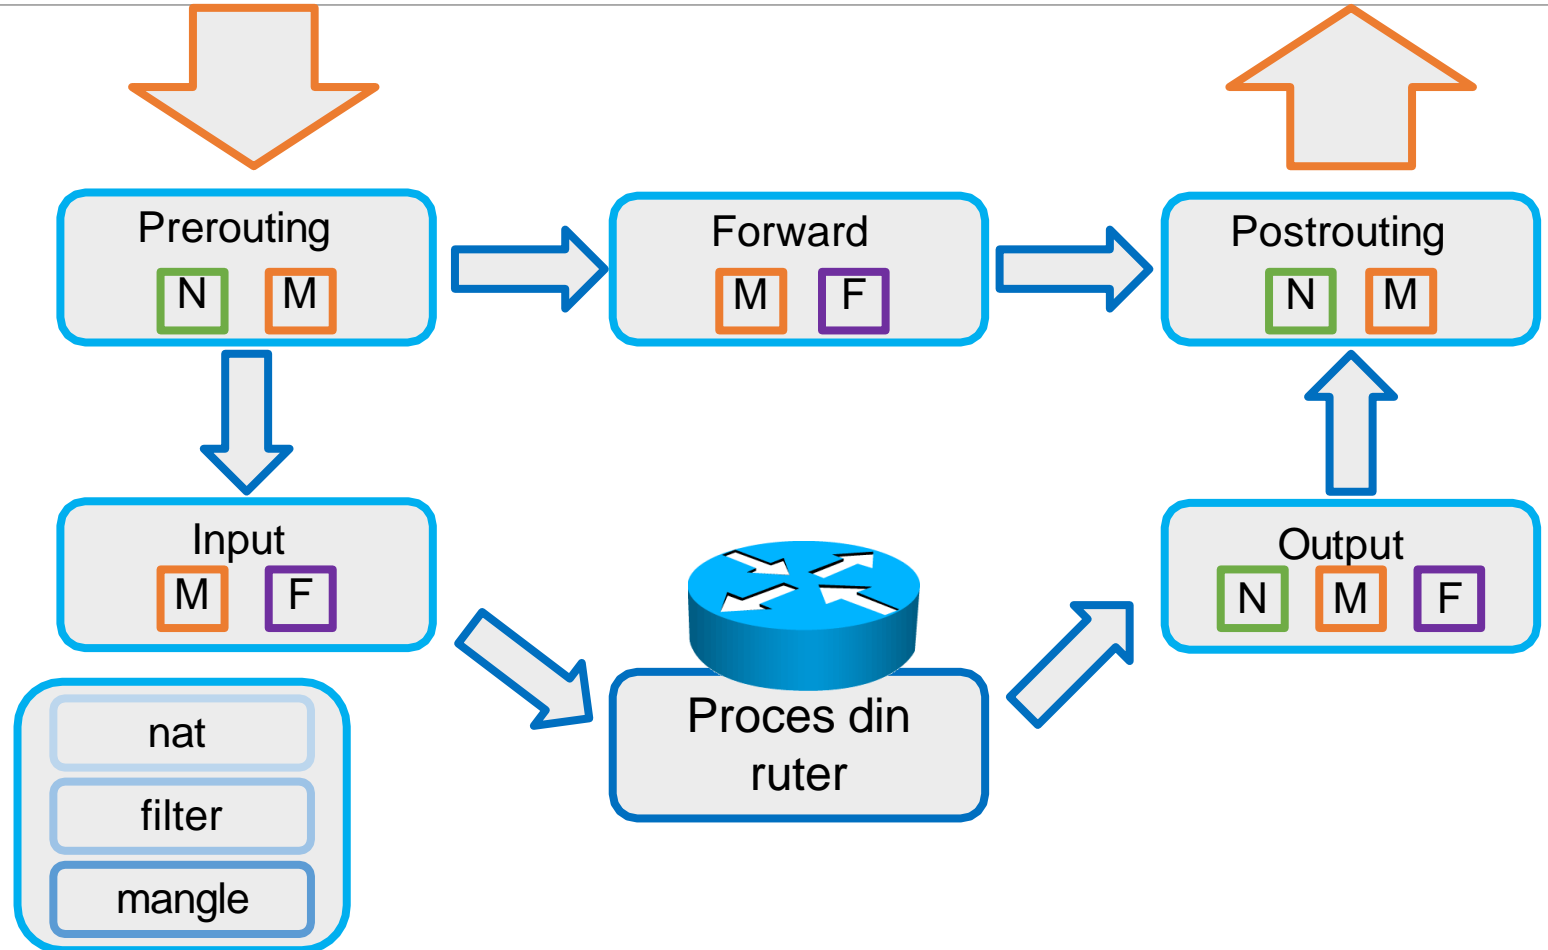 Prerouting
N M
Forward
M F
Postrouting
N M
Input
M F
Proces din
ruter
Output
N M F
nat
filter
mangle